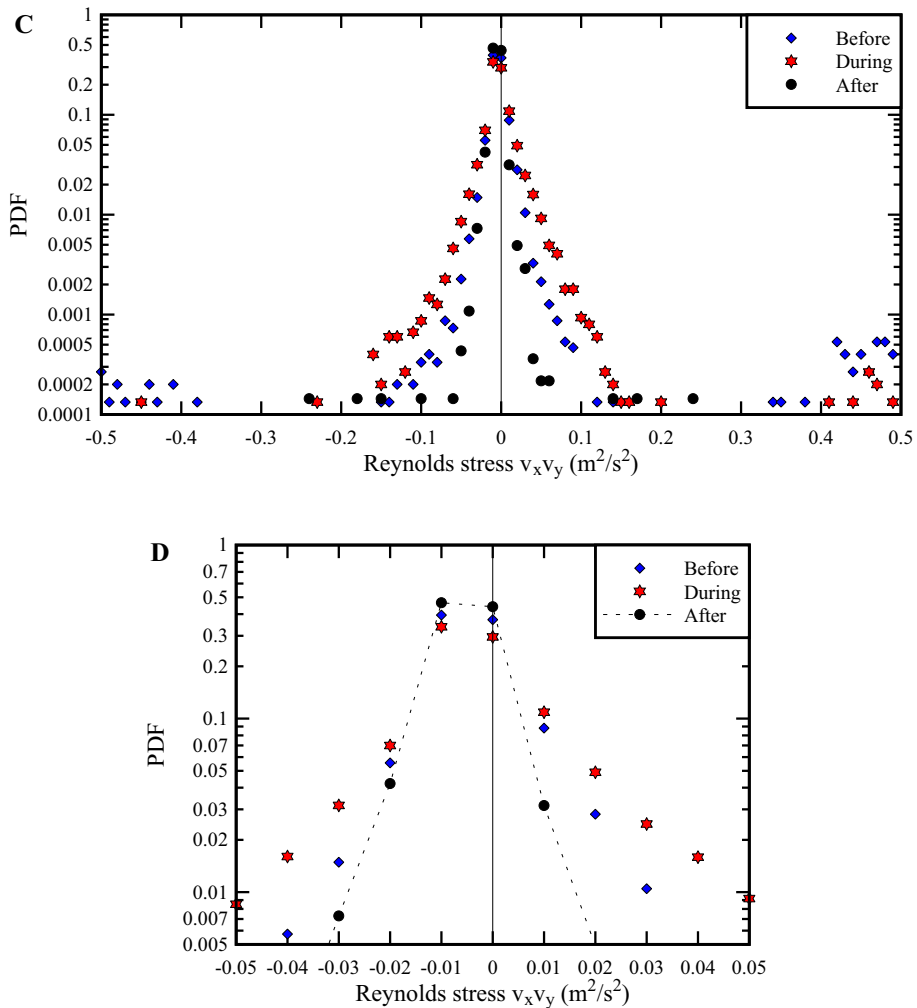 C
1
0.5
0.2
0.1
0.05
0.02
0.01
0.005
0.002
0.001
0.0005
0.0002
0.0001
PDF
Before
During
After
-0.5 -0.4 -0.3 -0.2 -0.1 0 0.1 0.2 0.3 0.4 0.5
Reynolds stress vₓvᵧ (m²/s²)
D
1
0.7
0.5
0.3
0.2
0.1
0.07
0.05
0.03
0.02
0.01
0.007
0.005
PDF
Before
During
After
-0.05 -0.04 -0.03 -0.02 -0.01 0 0.01 0.02 0.03 0.04 0.05
Reynolds stress vₓvᵧ (m²/s²)